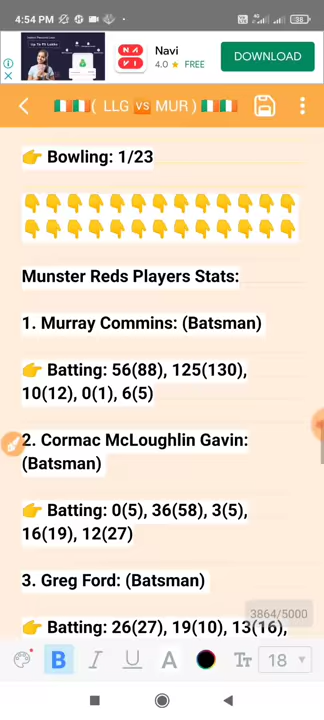 4:54 PM
38
Navi
4.0 ★ FREE
DOWNLOAD
🇮🇪🇮🇪( LLG 🆚 MUR ) 🇮🇪🇮🇪
👉 Bowling: 1/23
👇👇👇👇👇👇👇👇👇👇👇👇👇
👇👇👇👇👇👇👇👇👇👇👇👇👇
Munster Reds Players Stats:
1. Murray Commins: (Batsman)
👉 Batting: 56(88), 125(130),
10(12), 0(1), 6(5)
2. Cormac McLoughlin Gavin:
(Batsman)
👉 Batting: 0(5), 36(58), 3(5),
16(19), 12(27)
3. Greg Ford: (Batsman)
3864/5000
👉 Batting: 26(27), 19(10), 13(16),
B I U A Tт 18